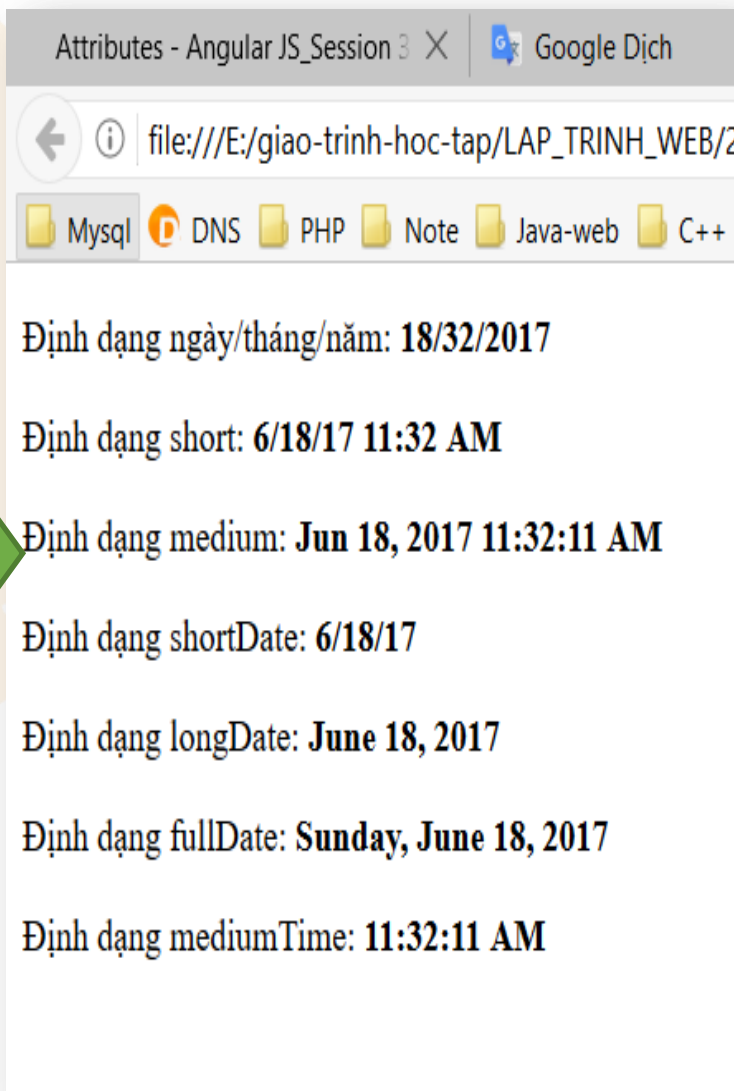 Attributes - Angular JS_Session 3
Google Dịch
file:///E:/giao-trinh-hoc-tap/LAP_TRINH_WEB/2
Mysql DNS PHP Note Java-web C++
Định dạng ngày/tháng/năm: 18/32/2017
Định dạng short: 6/18/17 11:32 AM
Định dạng medium: Jun 18, 2017 11:32:11 AM
Định dạng shortDate: 6/18/17
Định dạng longDate: June 18, 2017
Định dạng fullDate: Sunday, June 18, 2017
Định dạng mediumTime: 11:32:11 AM